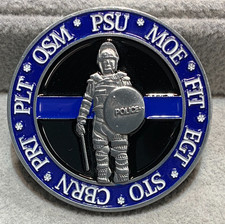 PLT OSM PSU MOE FIT EGT STO CBRN PRT
POLICE